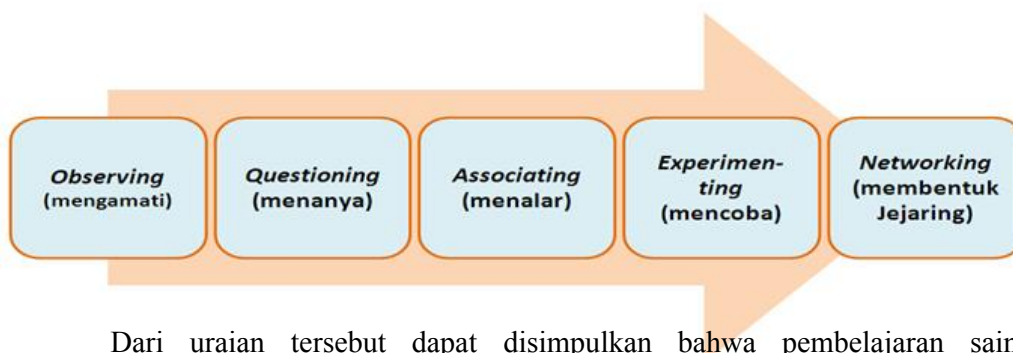 Observing
(mengamati)
Questioning
(menanya)
Associating
(menalar)
Experimen-
ting
(mencoba)
Networking
(membentuk
Jejaring)
Dari uraian tersebut dapat disimpulkan bahwa pembelajaran sain